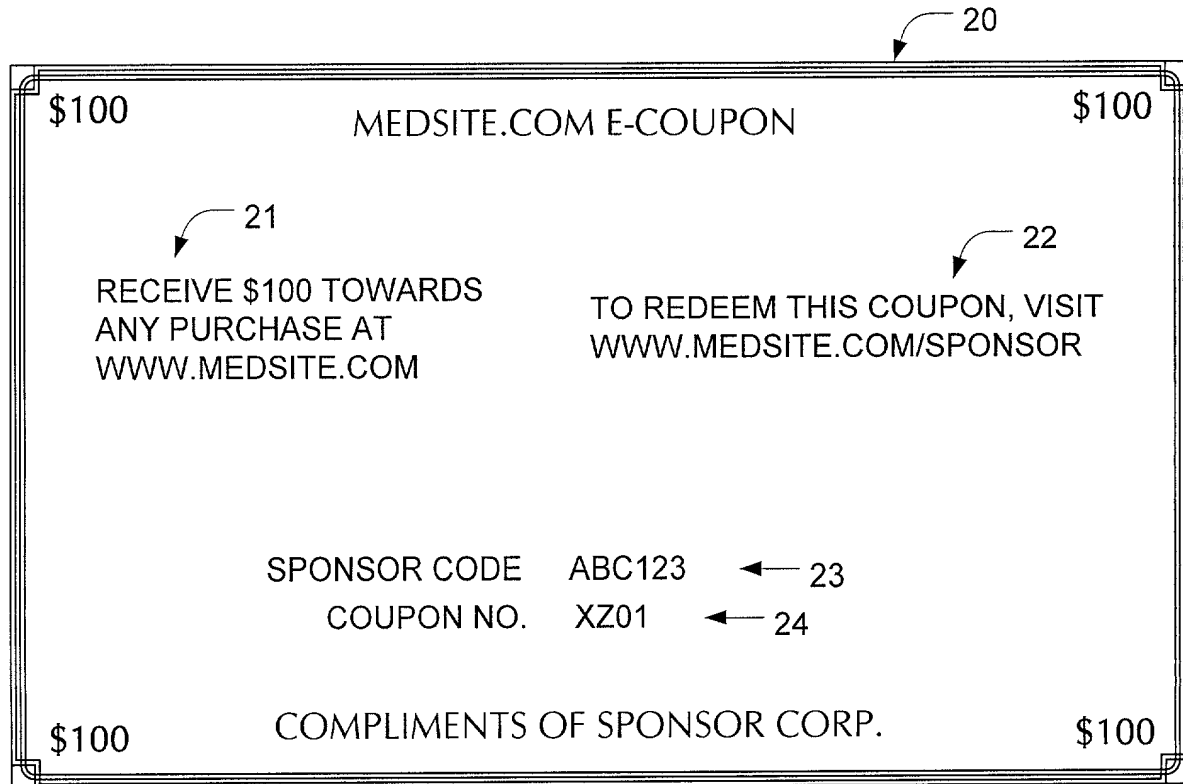 20
$100 MEDSITE.COM E-COUPON $100
21
22
RECEIVE $100 TOWARDS
ANY PURCHASE AT
WWW.MEDSITE.COM
TO REDEEM THIS COUPON, VISIT
WWW.MEDSITE.COM/SPONSOR
SPONSOR CODE ABC123 23
COUPON NO. XZ01 24
$100 COMPLIMENTS OF SPONSOR CORP. $100